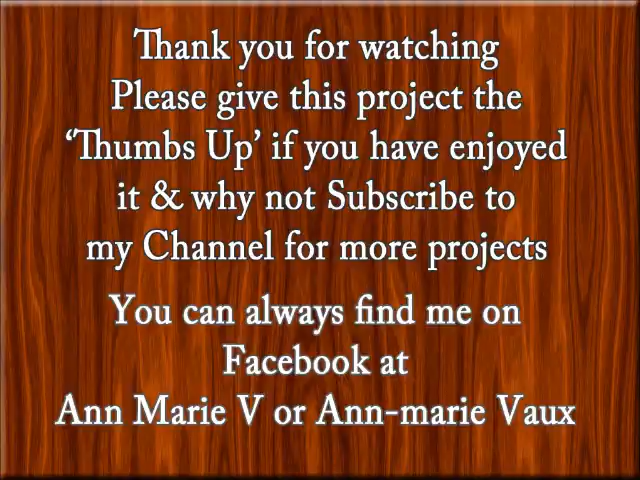 Thank you for watching
Please give this project the
‘Thumbs Up’ if you have enjoyed
it & why not Subscribe to
my Channel for more projects
You can always find me on
Facebook at
Ann Marie V or Ann-marie Vaux